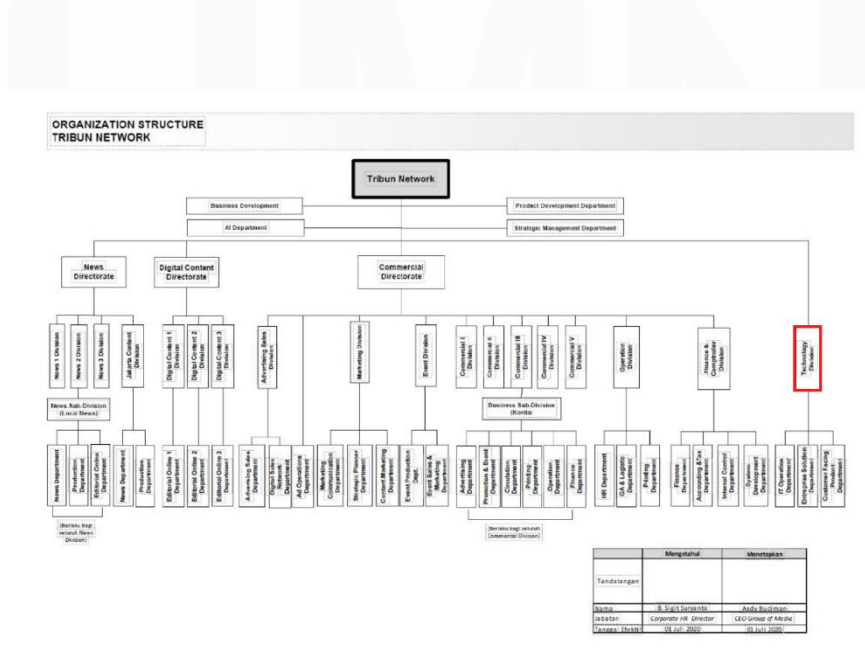 ORGANIZATION STRUCTURE
TRIBUN NETWORK
Tribun Network
Business Development
Product Development Department
AI Department
Strategic Management Department
News
Directorate
Digital Content
Directorate
Commercial
Directorate
News 1 Division
News 2 Division
News 3 Division
Jakarta Content
Division
Digital Content 1
Division
Digital Content 2
Division
Digital Content 3
Division
Advertising Sales
Division
Marketing Division
Event Division
Commercial I
Division
Commercial II
Division
Commercial III
Division
Commercial IV
Division
Commercial V
Division
Operation
Division
Finance &
Comptroller
Division
Technology
Division
News Sub-Division
(Local News)
Business Sub-Division
(Korda)
News Department
Production
Department
Editorial Online
Department
News Department
Production
Department
Editorial Online 1
Department
Editorial Online 2
Department
Editorial Online 3
Department
Advertising Sales
Department
Digital Sales
Network
Department
Ad Operations
Department
Marketing
Communication
Department
Strategic Planner
Department
Content Marketing
Department
Event Production
Dept.
Event Sales &
Marketing
Department
Advertising
Department
Promotion & Event
Department
Circulation
Department
Printing
Department
Operation
Department
Finance
Department
HR Department
GA & Logistic
Department
Printing
Department
Finance
Department
Accounting &Tax
Department
Internal Control
Department
System
Development
Department
IT Operation
Department
Enterprise Solution
Department
Customer Facing
Product
Department
(Berlaku bagi
seluruh News
Division)
(Berlaku bagi seluruh
Commercial Division)
Mengetahui Menetapkan
Tandatangan
Nama B. Sigit Suryanto Andy Budiman
Jabatan Corporate HR Director CEO Group of Media
Tanggal Efektif 01 Juli 2020 01 Juli 2020